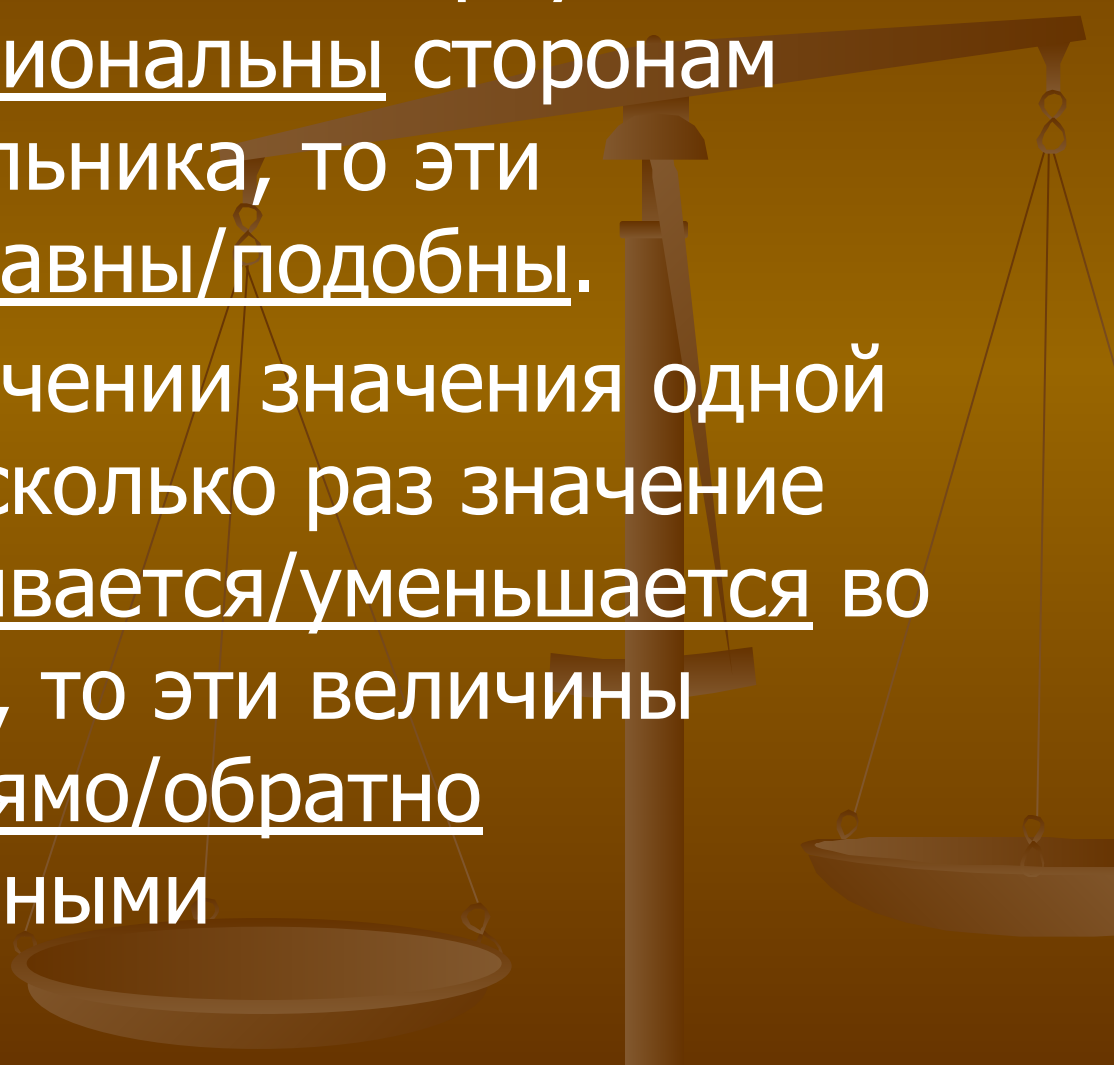 иональны сторонам
льника, то эти
авны/подобны.
чении значения одной
сколько раз значение
ивается/уменьшается во
, то эти величины
ямо/обратно
ными